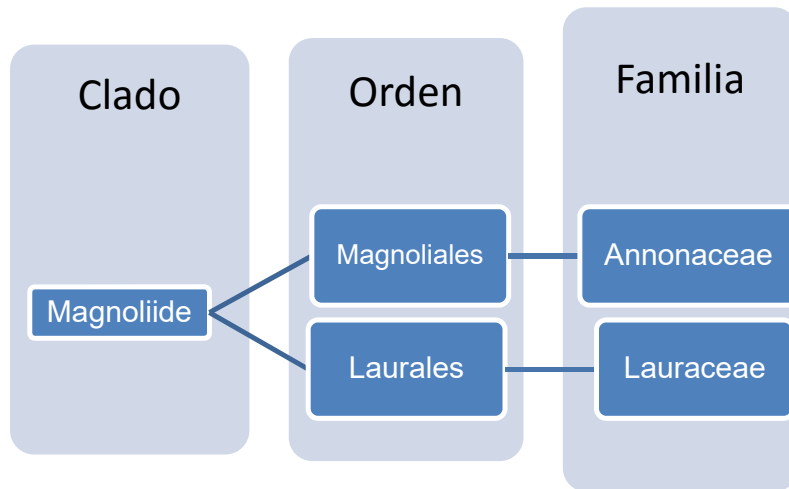 Clado
Orden
Familia
Magnoliide
Magnoliales
Annonaceae
Laurales
Lauraceae